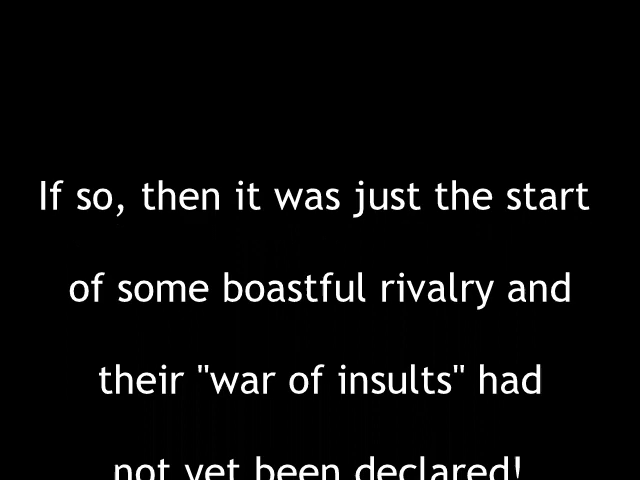 If so, then it was just the start
of some boastful rivalry and
their "war of insults" had
not yet been declared!